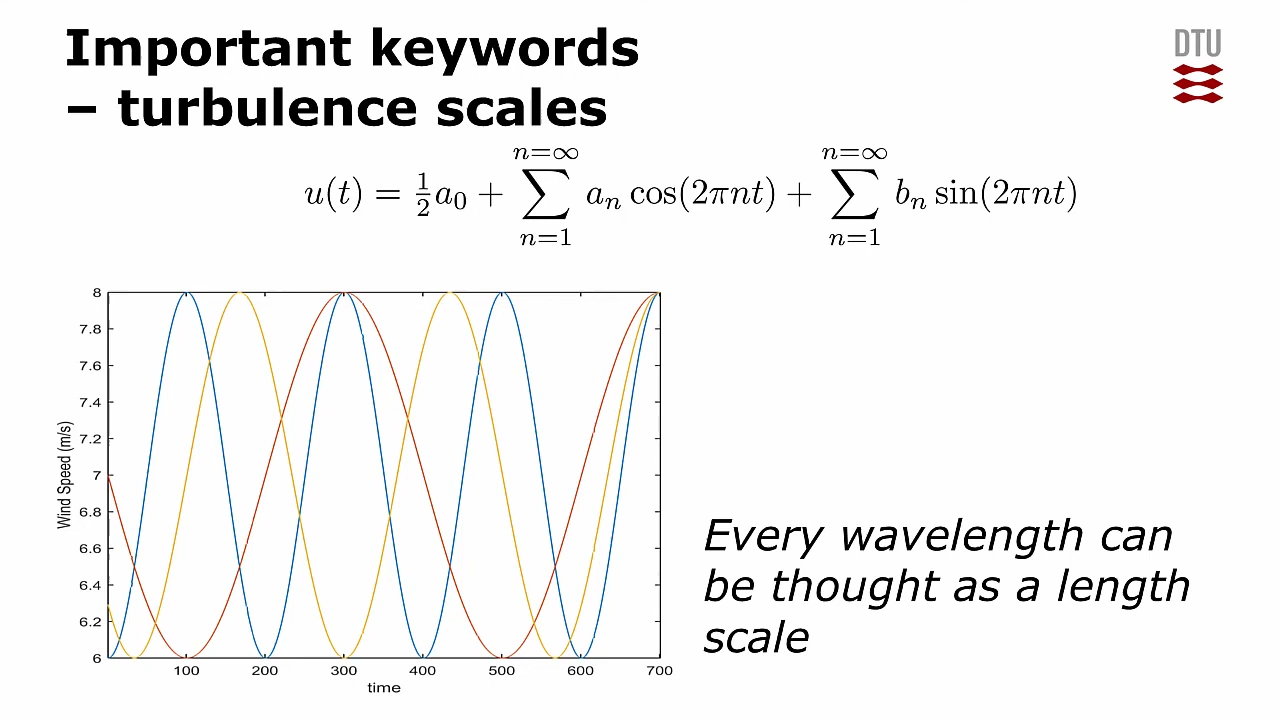 Important keywords
– turbulence scales
DTU
n=∞ n=∞
u(t) = ½a₀ + ∑ aₙ cos(2πnt) + ∑ bₙ sin(2πnt)
n=1 n=1
8
7.8
7.6
7.4
7.2
7
6.8
6.6
6.4
6.2
6
Wind Speed (m/s)
100 200 300 400 500 600 700
time
Every wavelength can
be thought as a length
scale